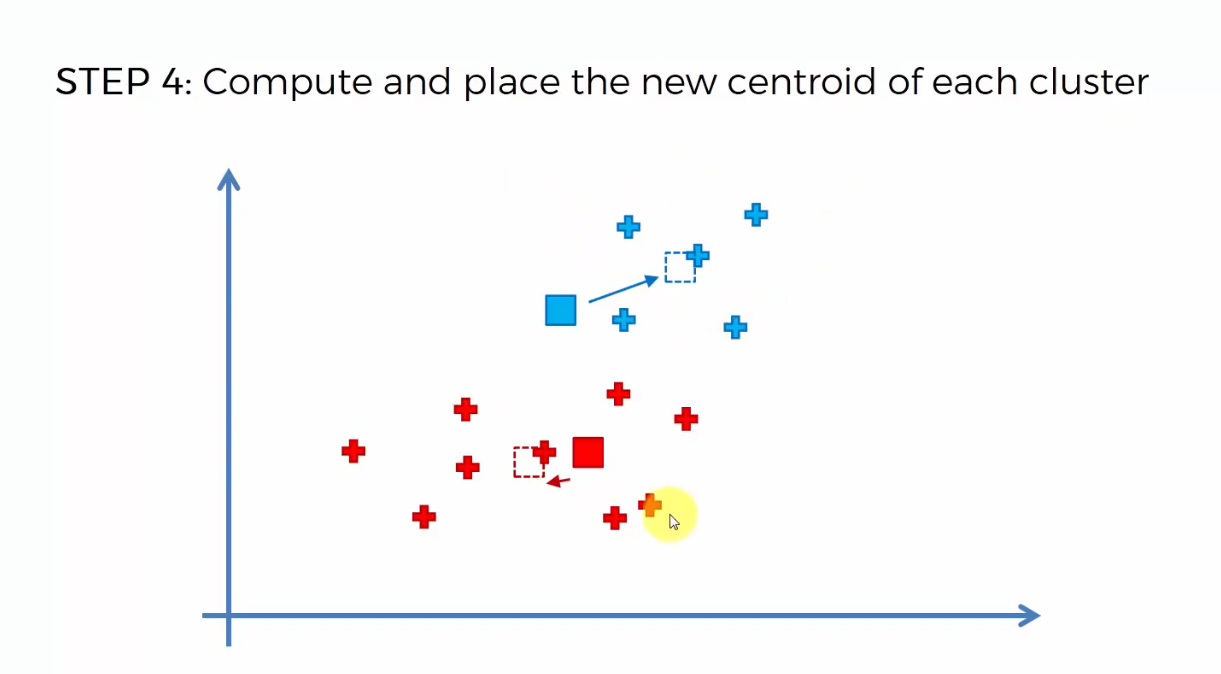 STEP 4: Compute and place the new centroid of each cluster